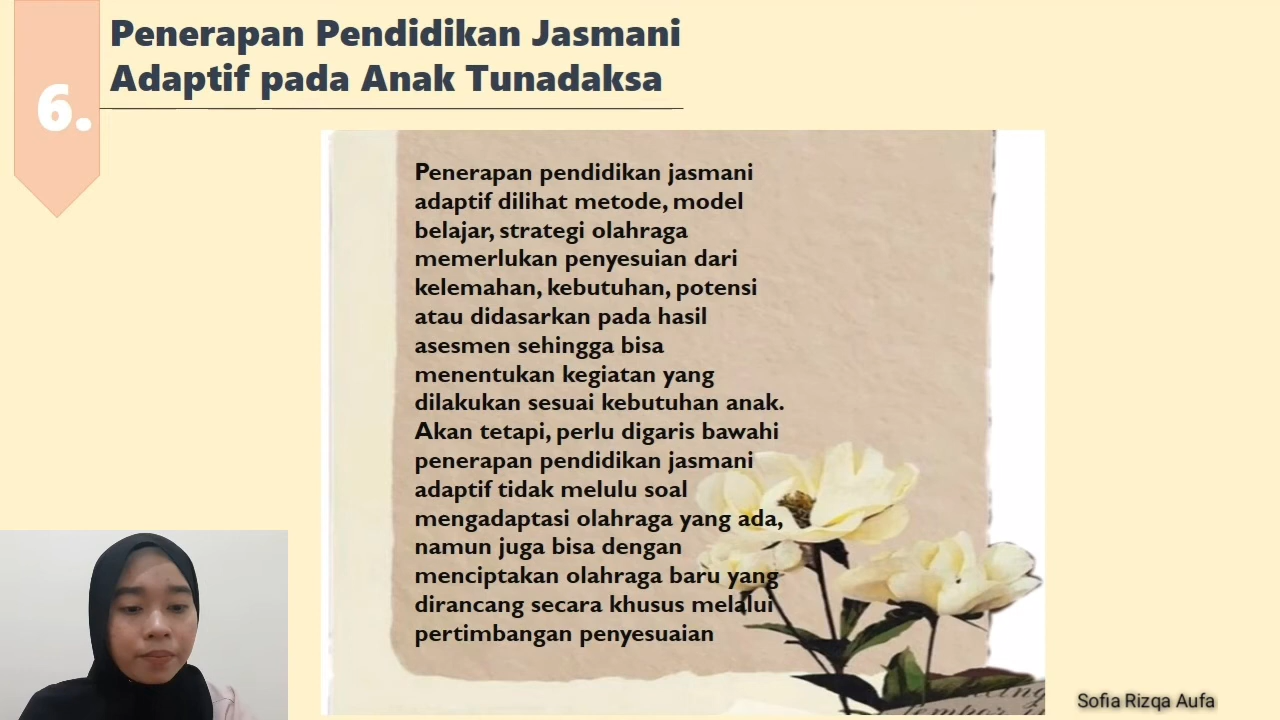 6.
Penerapan Pendidikan Jasmani
Adaptif pada Anak Tunadaksa
Penerapan pendidikan jasmani
adaptif dilihat metode, model
belajar, strategi olahraga
memerlukan penyesuian dari
kelemahan, kebutuhan, potensi
atau didasarkan pada hasil
asesmen sehingga bisa
menentukan kegiatan yang
dilakukan sesuai kebutuhan anak.
Akan tetapi, perlu digaris bawahi
penerapan pendidikan jasmani
adaptif tidak melulu soal
mengadaptasi olahraga yang ada,
namun juga bisa dengan
menciptakan olahraga baru yang
dirancang secara khusus melalui
pertimbangan penyesuaian
Sofia Rizqa Aufa